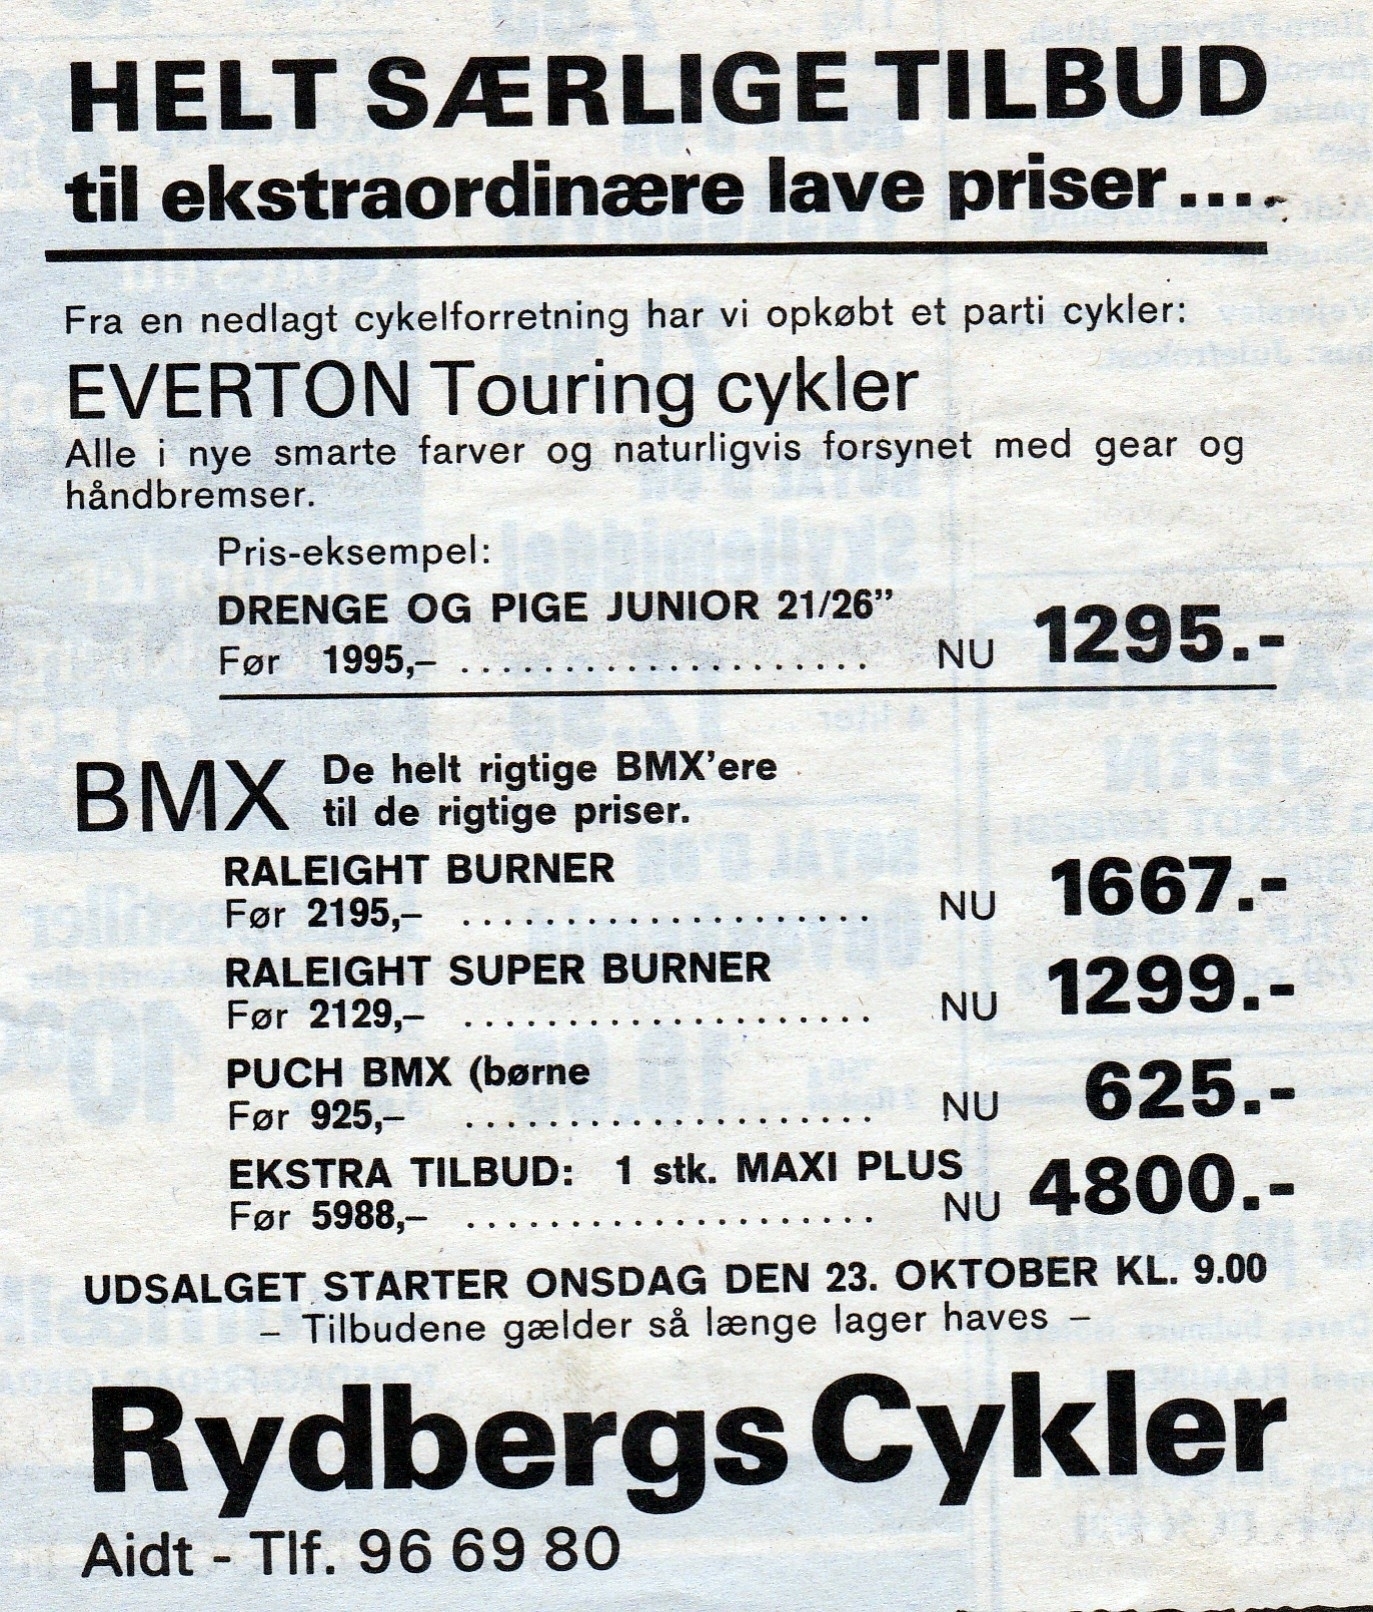 HELT SÆRLIGE TILBUD
til ekstraordinære lave priser....
Fra en nedlagt cykelforretning har vi opkøbt et parti cykler:
EVERTON Touring cykler
Alle i nye smarte farver og naturligvis forsynet med gear og
håndbremser.
Pris-eksempel:
DRENGE OG PIGE JUNIOR 21/26”
Før 1995,– .................... NU 1295.-
BMX De helt rigtige BMX’ere
til de rigtige priser.
RALEIGHT BURNER
Før 2195,– .................... NU 1667.-
RALEIGHT SUPER BURNER
Før 2129,– .................... NU 1299.-
PUCH BMX (børne
Før 925,– .................... NU 625.-
EKSTRA TILBUD: 1 stk. MAXI PLUS
Før 5988,– .................... NU 4800.-
UDSALGET STARTER ONSDAG DEN 23. OKTOBER KL. 9.00
– Tilbudene gælder så længe lager haves –
Rydbergs Cykler
Aidt - Tlf. 96 69 80